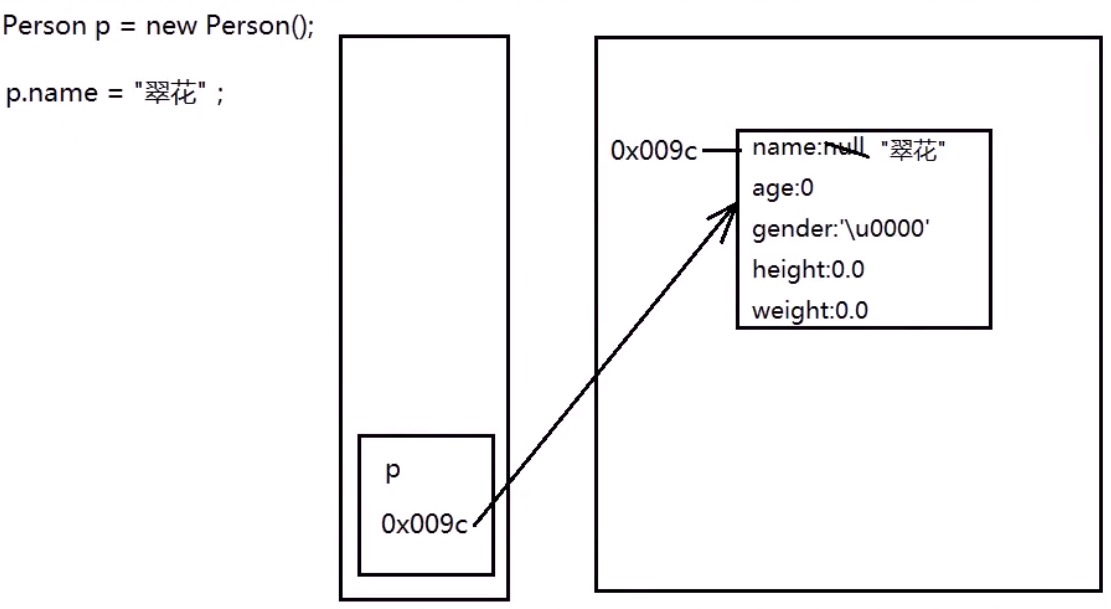 Person p = new Person();
p.name = "翠花" ;
0x009c
name:null "翠花"
age:0
gender:'\u0000'
height:0.0
weight:0.0
p
0x009c